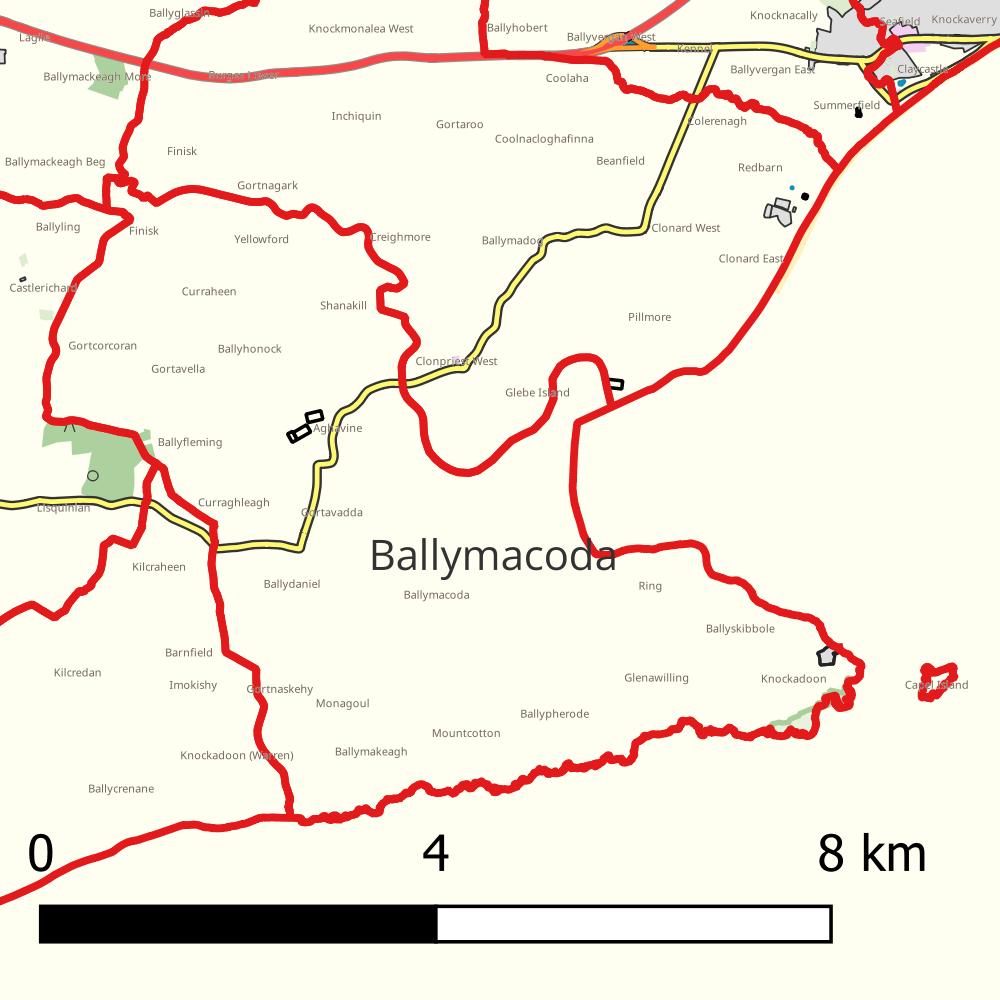 Ballyglassin
Knockmonalea West
Ballyhobert
Knocknacally
Seafield
Knockaverry
Lagile
Ballyvergan West
Kennel
Ballymackeagh More
Burges Lower
Coolaha
Ballyvergan East
Claycastle
Summerfield
Inchiquin
Gortaroo
Colerenagh
Coolnacloghafinna
Finisk
Ballymackeagh Beg
Beanfield
Redbarn
Gortnagark
Ballyling
Finisk
Yellowford
Creighmore
Ballymadog
Clonard West
Clonard East
Castlerichard
Curraheen
Shanakill
Pillmore
Gortcorcoran
Ballyhonock
Clonpriest West
Gortavella
Glebe Island
Aghavine
Ballyfleming
Lisquinlan
Curraghleagh
Gortavadda
Ballymacoda
Kilcraheen
Ballydaniel
Ballymacoda
Ring
Ballyskibbole
Barnfield
Kilcredan
Imokishy
Gortnaskehy
Glenawilling
Knockadoon
Capel Island
Monagoul
Ballypherode
Mountcotton
Knockadoon (Warren)
Ballymakeagh
Ballycrenane
0 4 8 km